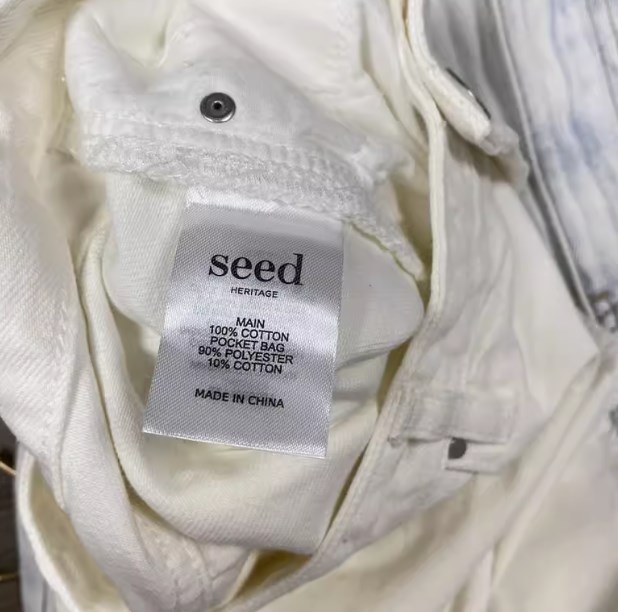 seed
HERITAGE
MAIN
100% COTTON
POCKET BAG
90% POLYESTER
10% COTTON
MADE IN CHINA